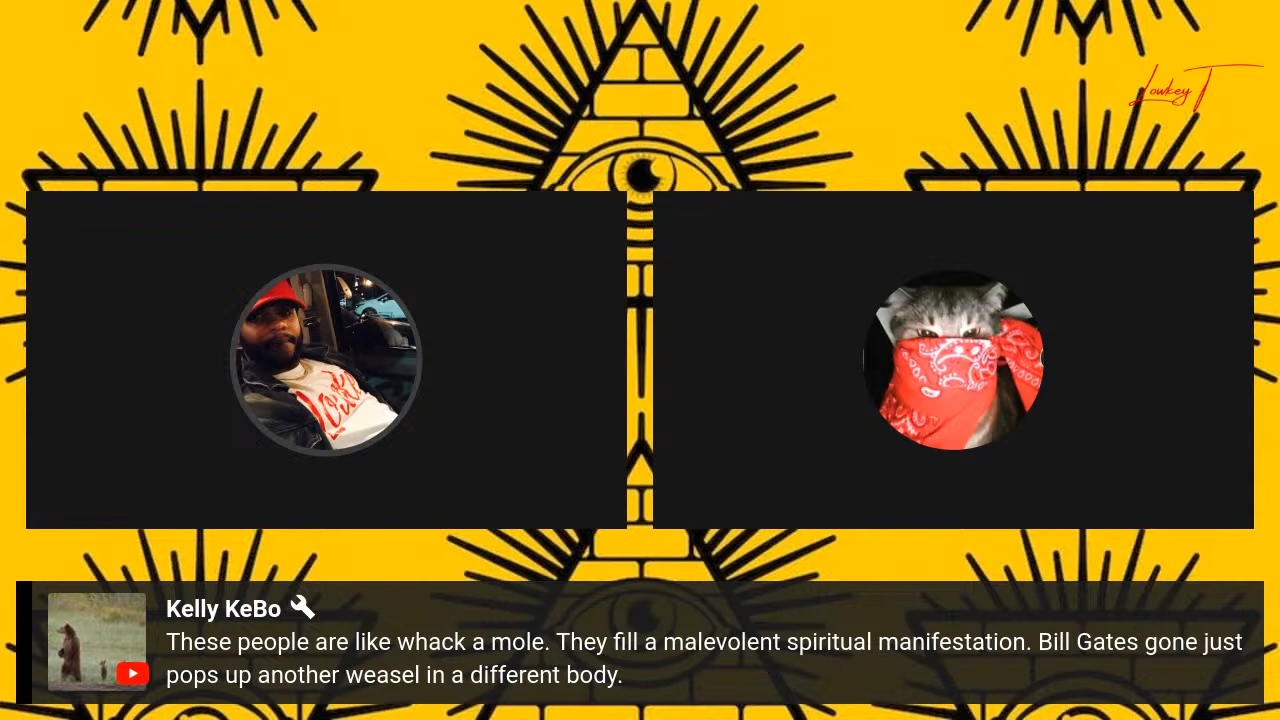 Lowkey T
Kelly KeBo
These people are like whack a mole. They fill a malevolent spiritual manifestation. Bill Gates gone just
pops up another weasel in a different body.